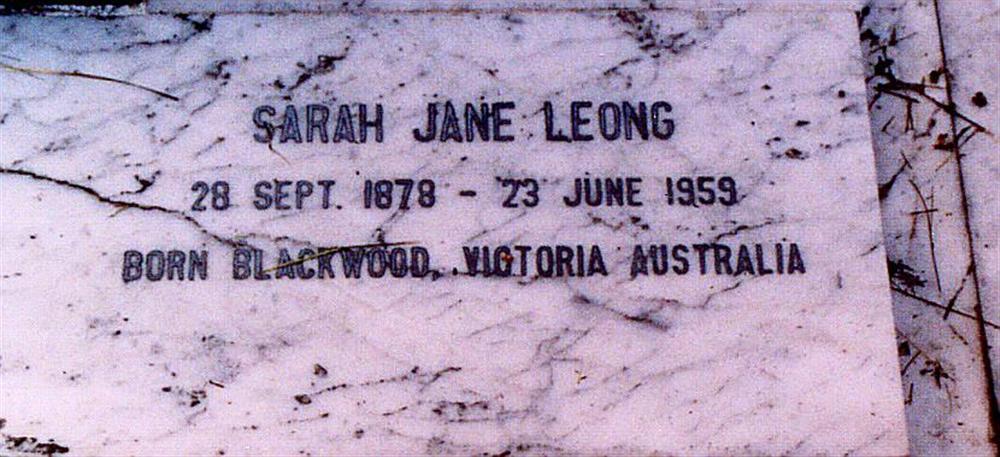 SARAH JANE LEONG
28 SEPT. 1878 - 23 JUNE 1959
BORN BLACKWOOD, VICTORIA AUSTRALIA